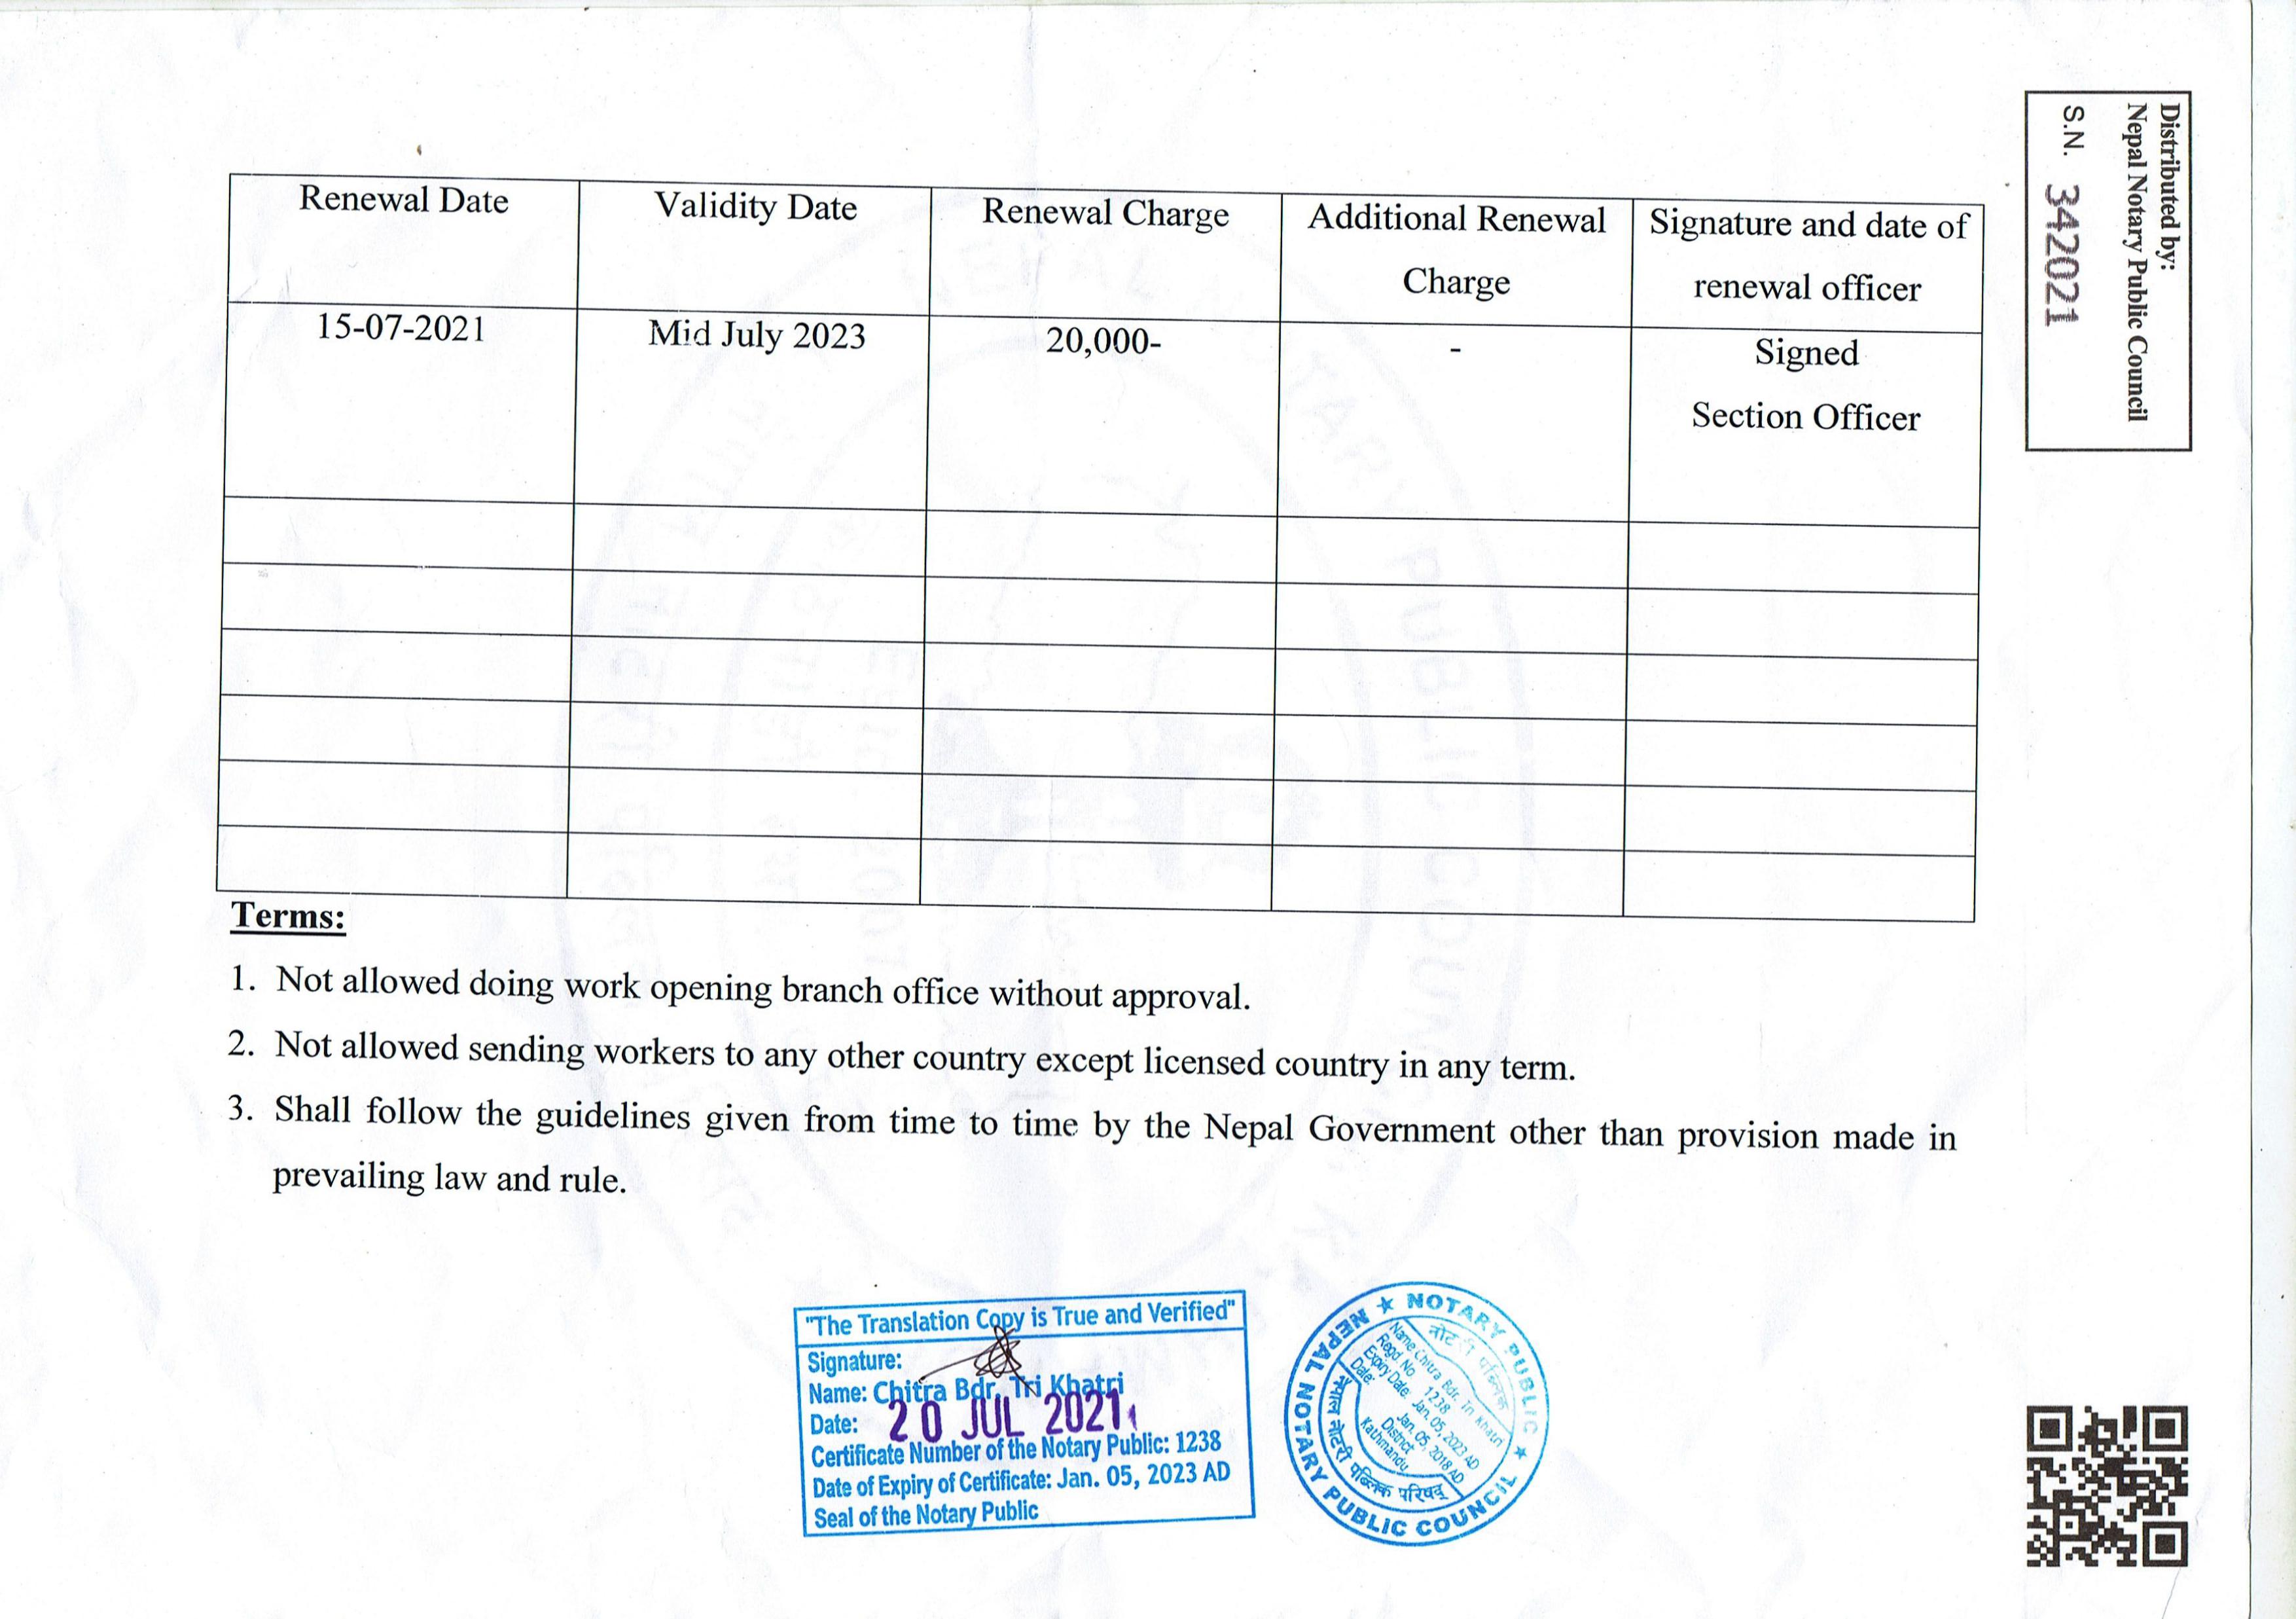 Distributed by:
Nepal Notary Public Council
S.N. 342021
Renewal Date
Validity Date
Renewal Charge
Additional Renewal
Charge
Signature and date of
renewal officer
15-07-2021
Mid July 2023
20,000-
-
Signed
Section Officer
Terms:
1. Not allowed doing work opening branch office without approval.
2. Not allowed sending workers to any other country except licensed country in any term.
3. Shall follow the guidelines given from time to time by the Nepal Government other than provision made in
prevailing law and rule.
"The Translation Copy is True and Verified"
Signature:
Name: Chitra Bdr. Tri Khatri
Date: 20 JUL 2021
Certificate Number of the Notary Public: 1238
Date of Expiry of Certificate: Jan. 05, 2023 AD
Seal of the Notary Public
★ NOTARY PUBLIC ★
NEPAL NOTARY PUBLIC COUNCIL
नोटरी पब्लिक
Name Chitra Bdr. Tri Khatri
Regd No 1238
Expiry Date: Jan. 05, 2023 AD
Date: Jan. 05, 2018 AD
District
Kathmandu
नेपाल नोटरी पब्लिक परिषद्